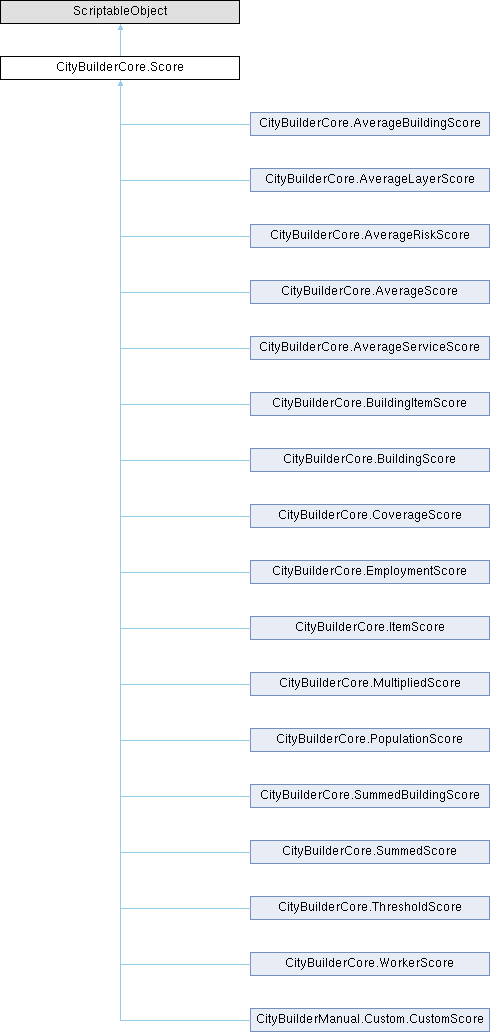 ScriptableObject
CityBuilderCore.Score
CityBuilderCore.AverageBuildingScore
CityBuilderCore.AverageLayerScore
CityBuilderCore.AverageRiskScore
CityBuilderCore.AverageScore
CityBuilderCore.AverageServiceScore
CityBuilderCore.BuildingItemScore
CityBuilderCore.BuildingScore
CityBuilderCore.CoverageScore
CityBuilderCore.EmploymentScore
CityBuilderCore.ItemScore
CityBuilderCore.MultipliedScore
CityBuilderCore.PopulationScore
CityBuilderCore.SummedBuildingScore
CityBuilderCore.SummedScore
CityBuilderCore.ThresholdScore
CityBuilderCore.WorkerScore
CityBuilderManual.Custom.CustomScore